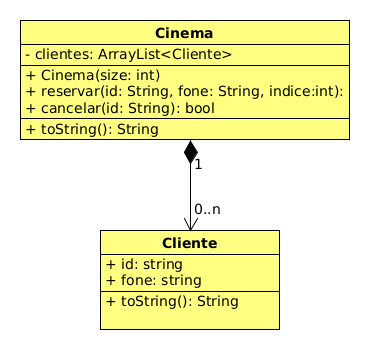 Cinema
- clientes: ArrayList<Cliente>
+ Cinema(size: int)
+ reservar(id: String, fone: String, indice:int):
+ cancelar(id: String): bool
+ toString(): String
1
0..n
Cliente
+ id: string
+ fone: string
+ toString(): String